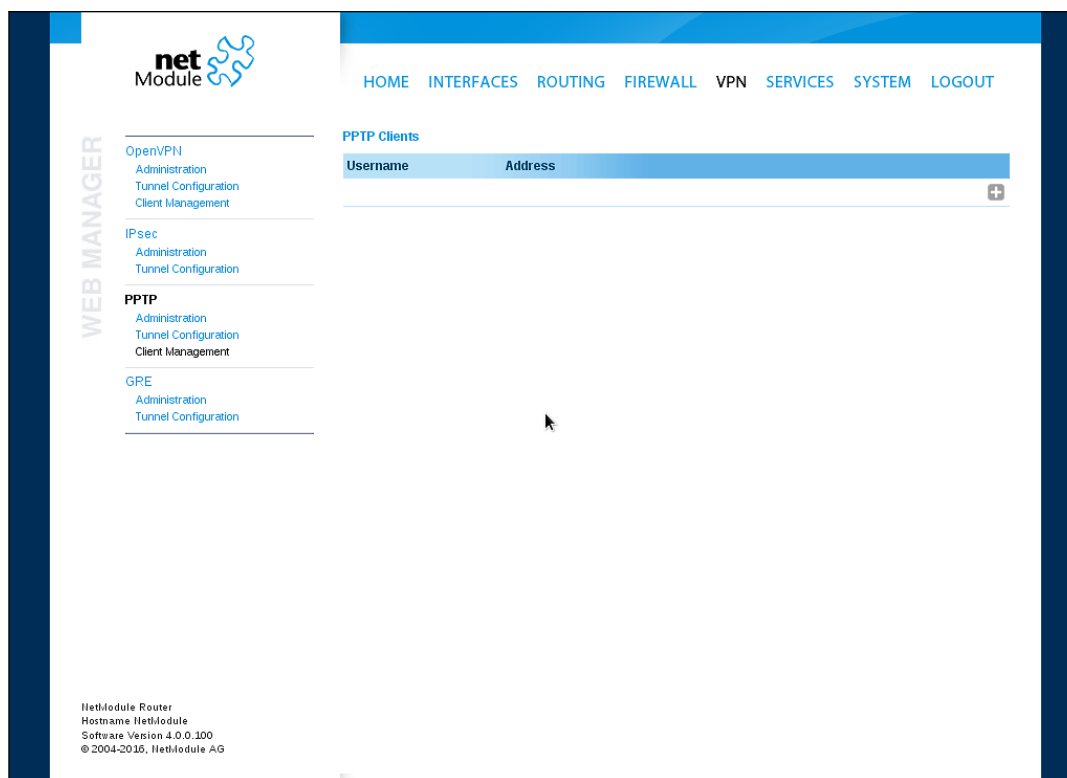 net
Module
HOME INTERFACES ROUTING FIREWALL VPN SERVICES SYSTEM LOGOUT
WEB MANAGER
OpenVPN
Administration
Tunnel Configuration
Client Management
IPsec
Administration
Tunnel Configuration
PPTP
Administration
Tunnel Configuration
Client Management
GRE
Administration
Tunnel Configuration
PPTP Clients
Username Address
NetModule Router
Hostname NetModule
Software Version 4.0.0.100
© 2004-2016, NetModule AG